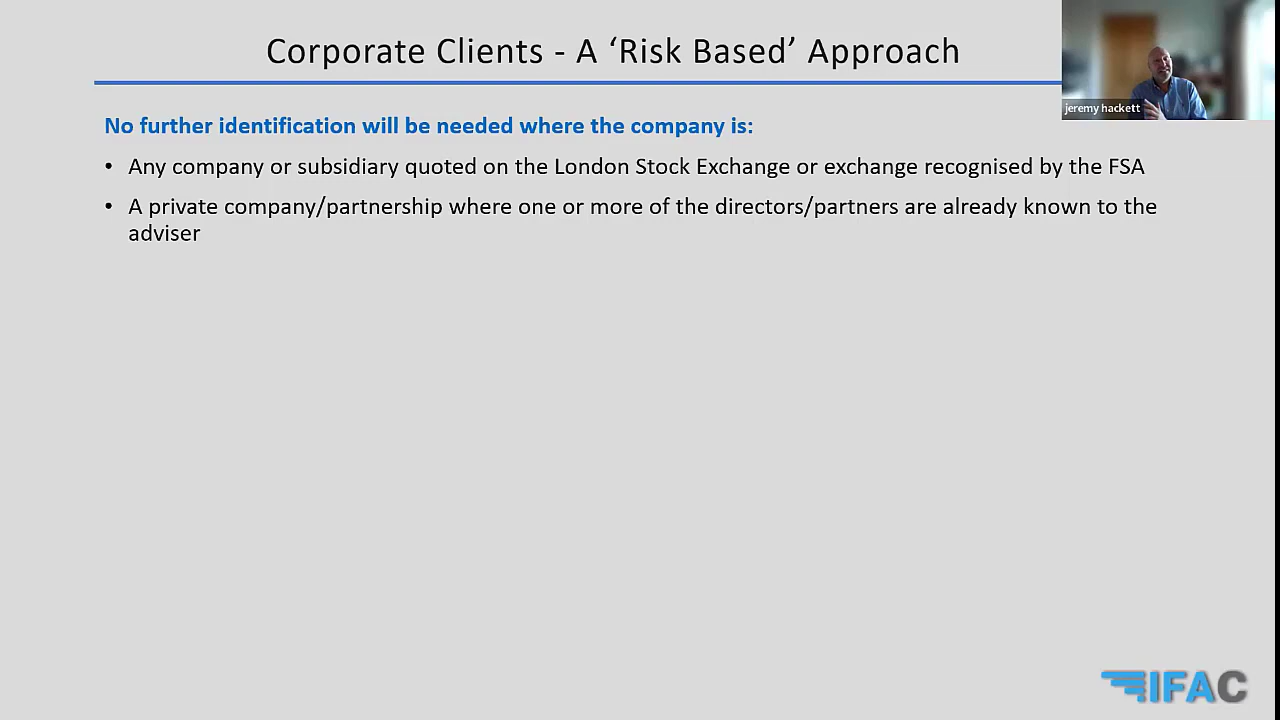 Corporate Clients - A ‘Risk Based’ Approach
jeremy hackett
No further identification will be needed where the company is:
• Any company or subsidiary quoted on the London Stock Exchange or exchange recognised by the FSA
• A private company/partnership where one or more of the directors/partners are already known to the
adviser
IFAC